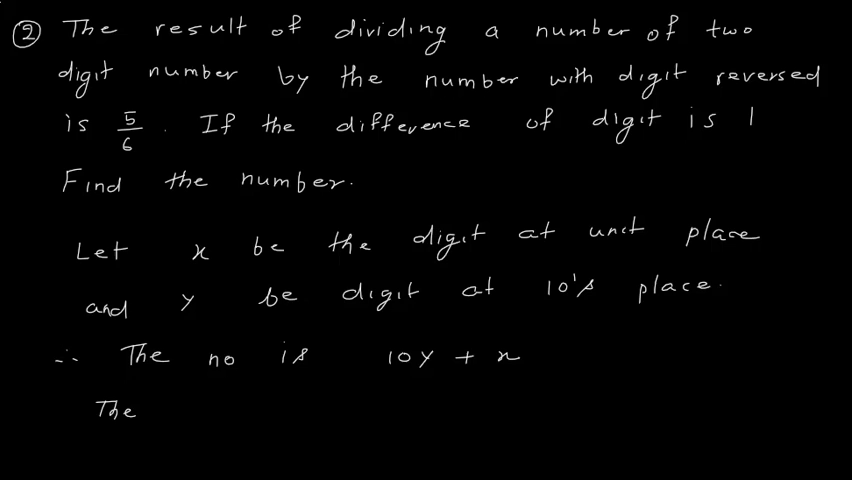 ② The result of dividing a number of two
digit number by the number with digit reversed
is 5/6. If the difference of digit is 1
Find the number.
Let x be the digit at unit place
and y be digit at 10's place.
∴ The no is 10y + x
The